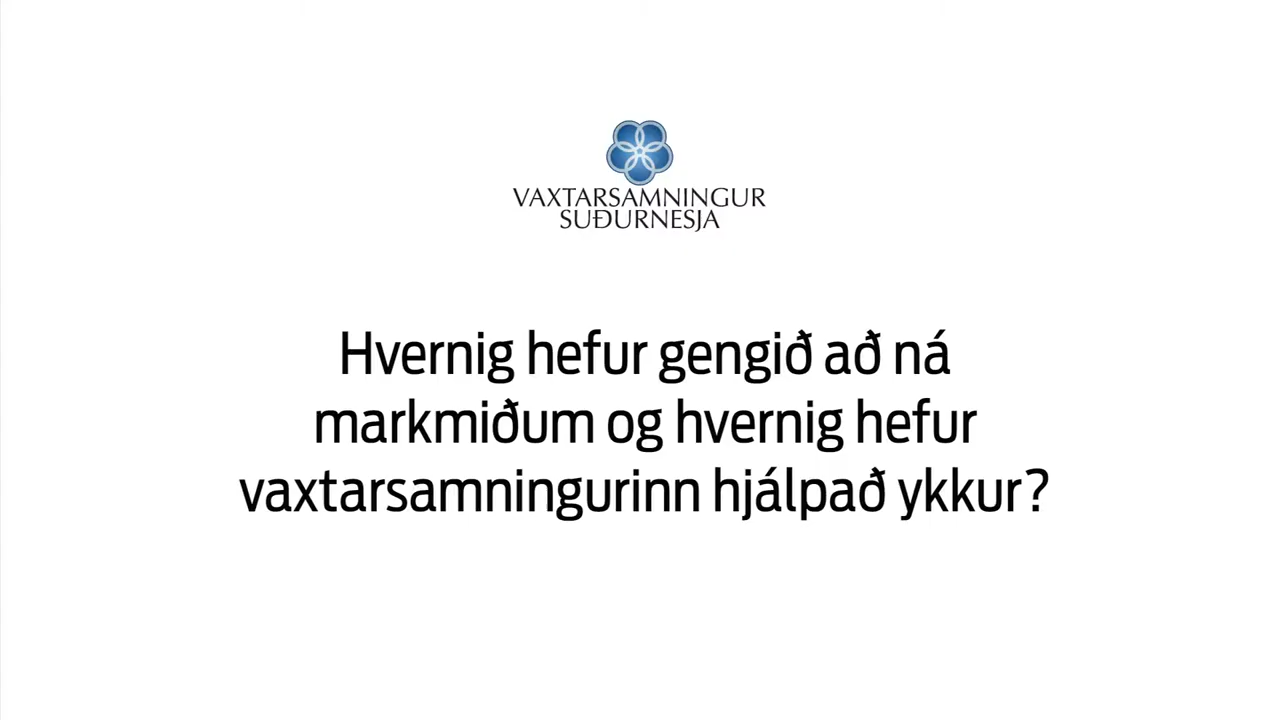 VAXTARSAMNINGUR
SUÐURNESJA
Hvernig hefur gengið að ná
markmiðum og hvernig hefur
vaxtarsamningurinn hjálpað ykkur?